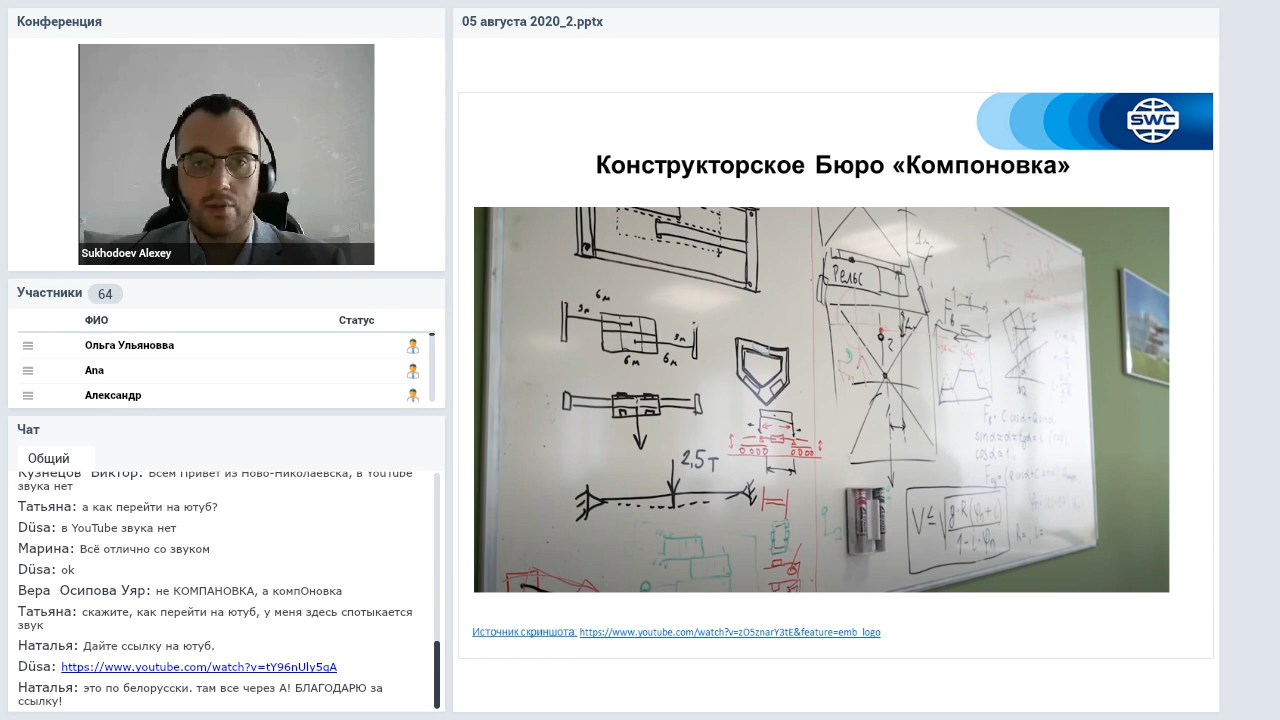 Конференция
Sukhodoev Alexey
Участники 64
ФИО Статус
Ольга Ульяновва
Ana
Александр
Чат
Общий
Кузнецов Виктор: Всем Привет из Ново-Николаевска, в YouTube
звука нет
Татьяна: а как перейти на ютуб?
Düsa: в YouTube звука нет
Марина: Всё отлично со звуком
Düsa: ok
Вера Осипова Уяр: не КОМПАНОВКА, а компОновка
Татьяна: скажите, как перейти на ютуб, у меня здесь спотыкается
звук
Наталья: Дайте ссылку на ютуб.
Düsa: https://www.youtube.com/watch?v=tY96nUly5qA
Наталья: это по белорусски. там все через А! БЛАГОДАРЮ за
ссылку!
05 августа 2020_2.pptx
SWC
Конструкторское Бюро «Компоновка»
Рельс
6м
3м
3м
6м 6м
2,5т
Источник скриншота: https://www.youtube.com/watch?v=zO5znarY3tE&feature=emb_logo